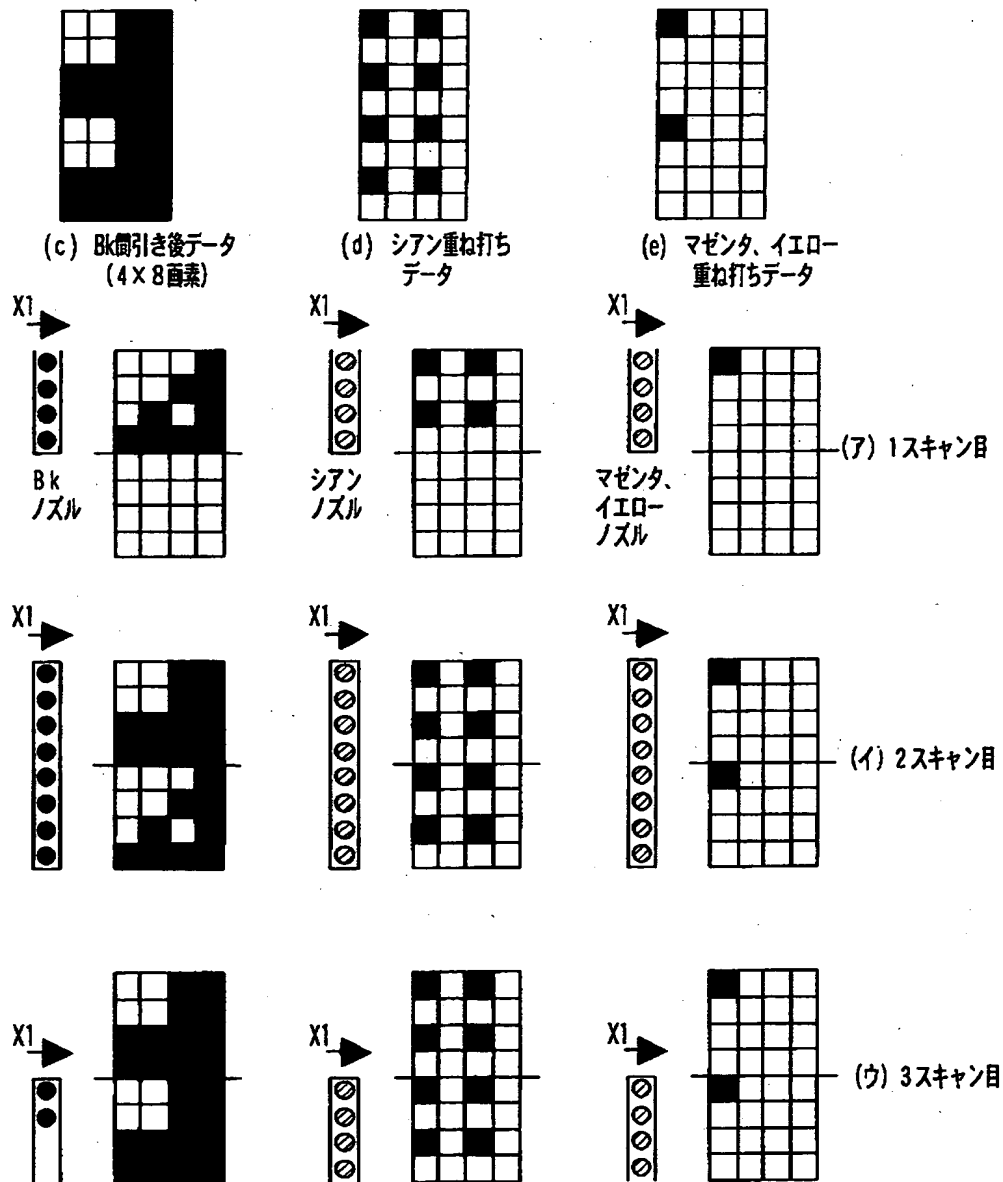 (c) Bk間引き後データ
(4×8画素)
(d) シアン重ね打ち
データ
(e) マゼンタ、イエロー
重ね打ちデータ
X1
X1
X1
Bk
ノズル
シアン
ノズル
マゼンタ、
イエロー
ノズル
(ア) 1スキャン目
X1
X1
X1
(イ) 2スキャン目
X1
X1
X1
(ウ) 3スキャン目